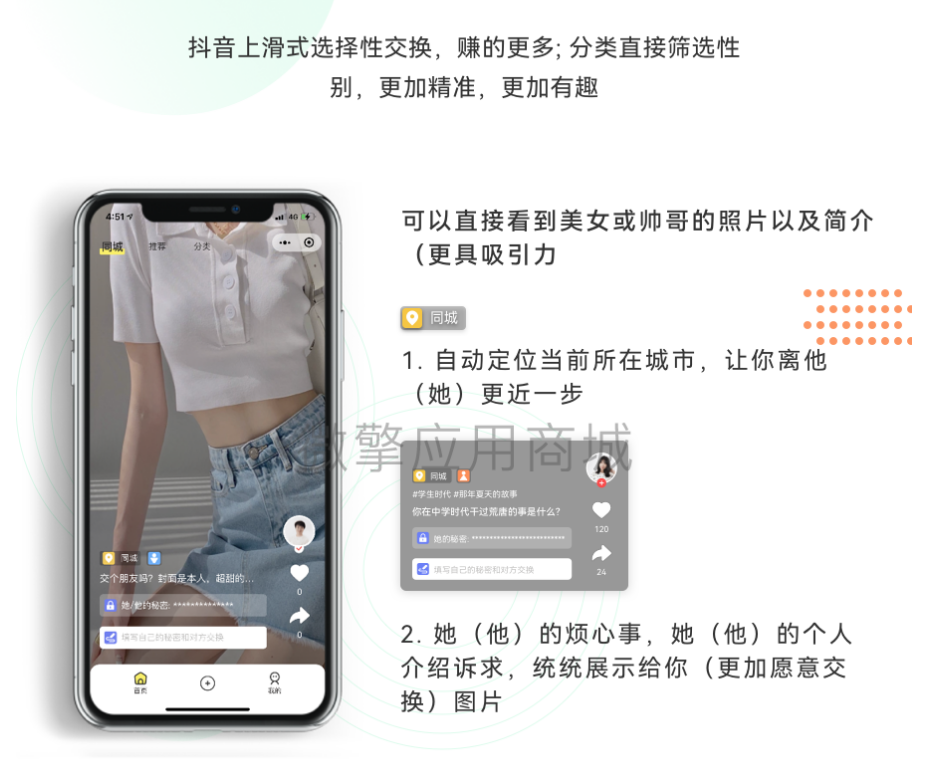 抖音上滑式选择性交换，赚的更多; 分类直接筛选性
别，更加精准，更加有趣
4:51
4G
同城
推荐
分类
可以直接看到美女或帅哥的照片以及简介
（更具吸引力
同城
1. 自动定位当前所在城市，让你离他
（她）更近一步
微擎应用商城
同城
#学生时代 #那年夏天的故事
你在中学时代干过荒唐的事是什么?
她的秘密: **************************
120
填写自己的秘密和对方交换
24
同城
交个朋友吗？封面是本人。超甜的...
她/他的秘密: **************
0
填写自己的秘密和对方交换
0
首页
我的
2. 她（他）的烦心事，她（他）的个人
介绍诉求，统统展示给你（更加愿意交
换）图片